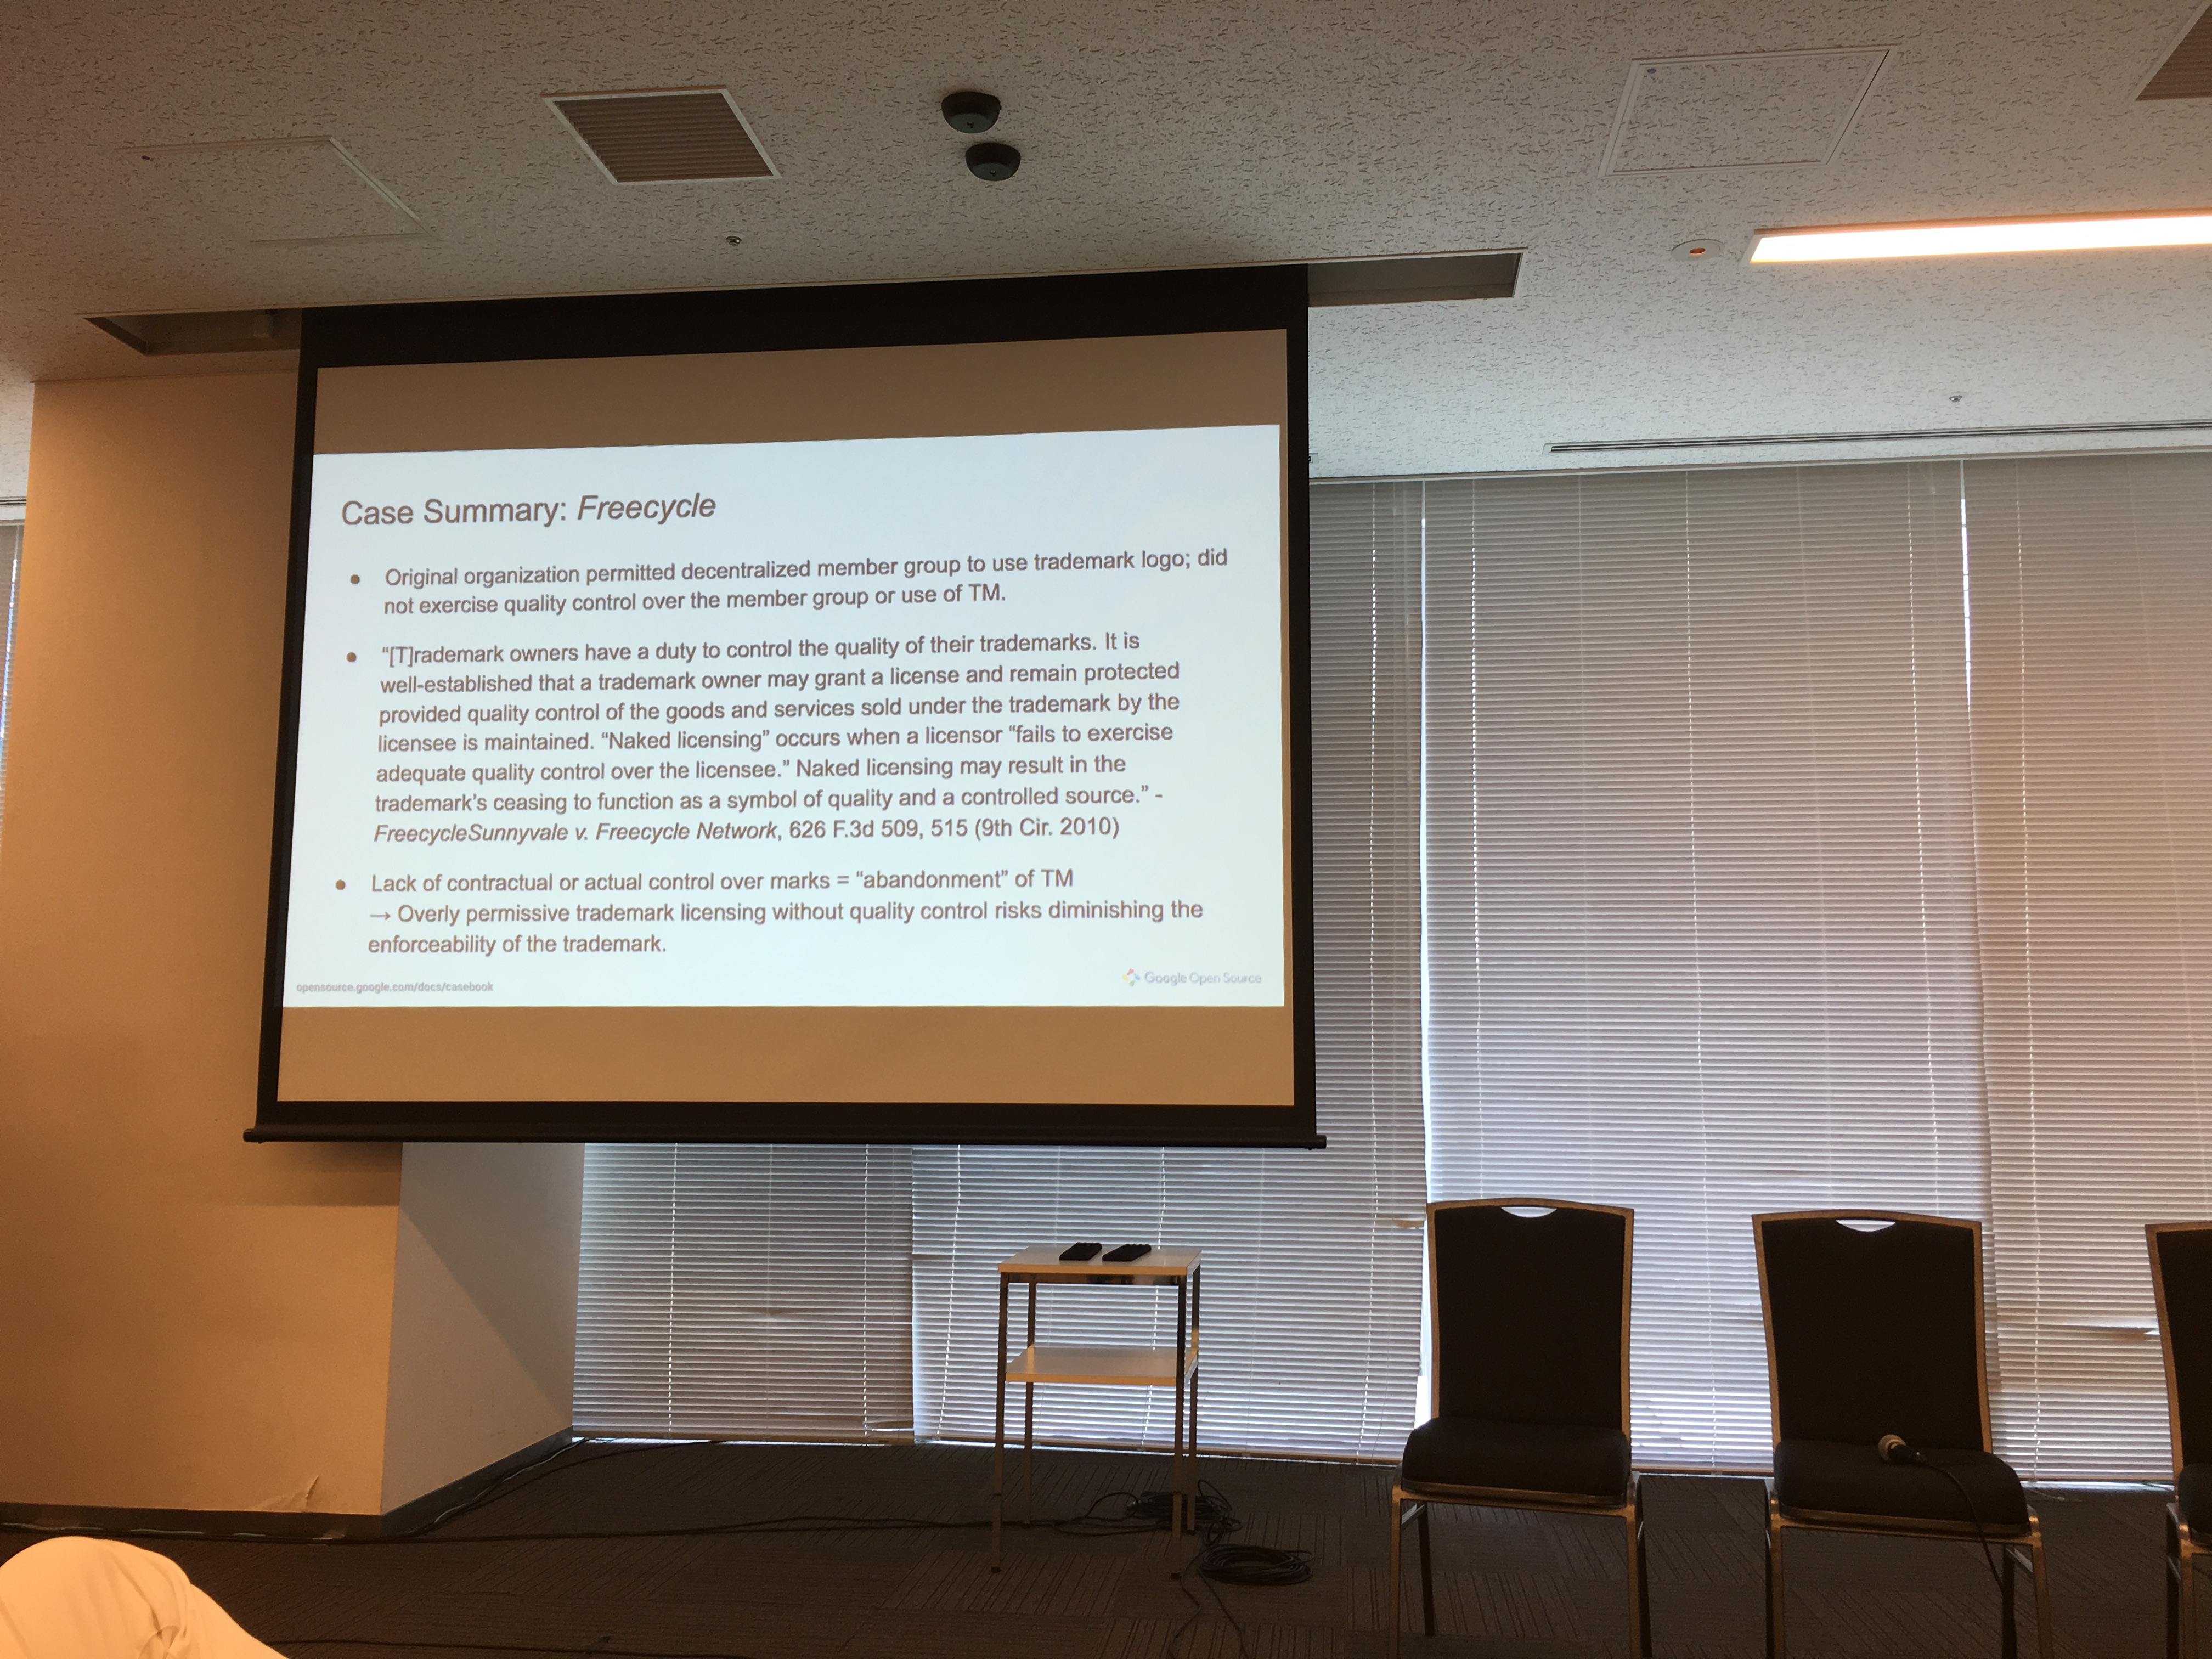 Case Summary: Freecycle
● Original organization permitted decentralized member group to use trademark logo; did
not exercise quality control over the member group or use of TM.
● “[T]rademark owners have a duty to control the quality of their trademarks. It is
well-established that a trademark owner may grant a license and remain protected
provided quality control of the goods and services sold under the trademark by the
licensee is maintained. “Naked licensing” occurs when a licensor “fails to exercise
adequate quality control over the licensee.” Naked licensing may result in the
trademark’s ceasing to function as a symbol of quality and a controlled source.” -
FreecycleSunnyvale v. Freecycle Network, 626 F.3d 509, 515 (9th Cir. 2010)
● Lack of contractual or actual control over marks = “abandonment” of TM
→ Overly permissive trademark licensing without quality control risks diminishing the
enforceability of the trademark.
opensource.google.com/docs/casebook
Google Open Source